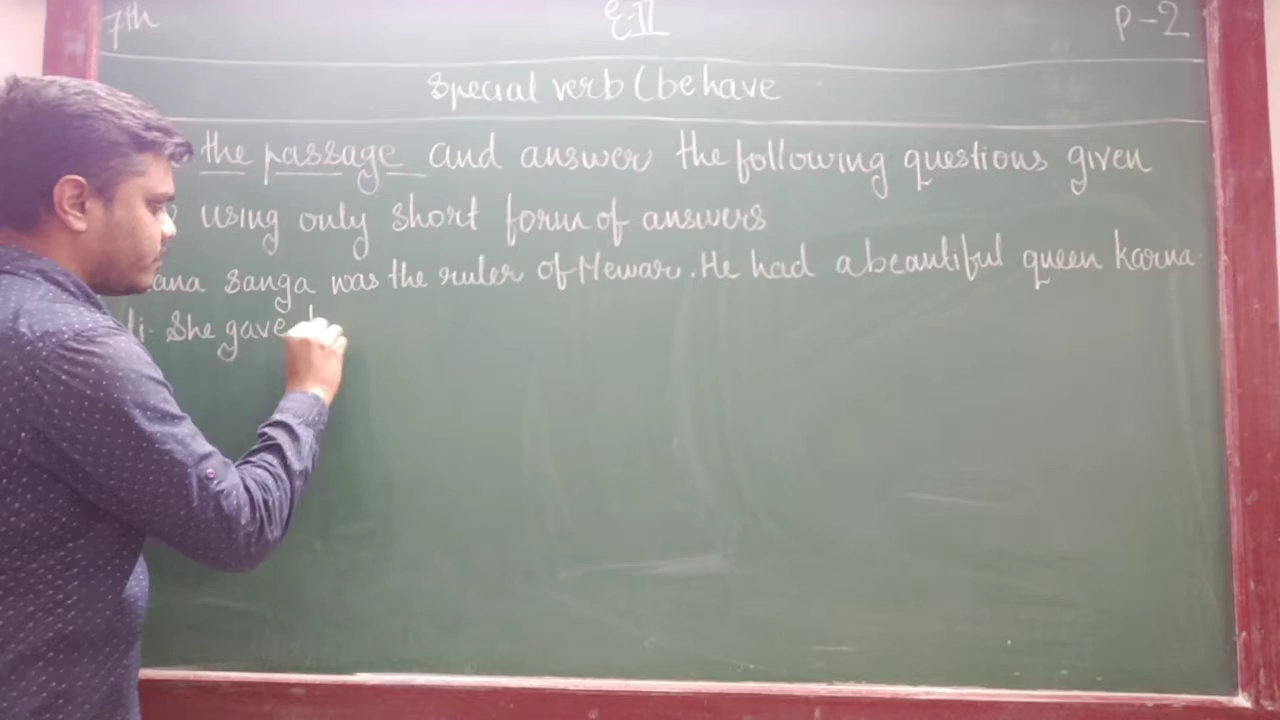 7th E-II P-2
Special verb (be have
the passage and answer the following questions given
using only short form of answers
ana Sanga was the ruler of Mewar. He had a beautiful queen karna-
li. She gave